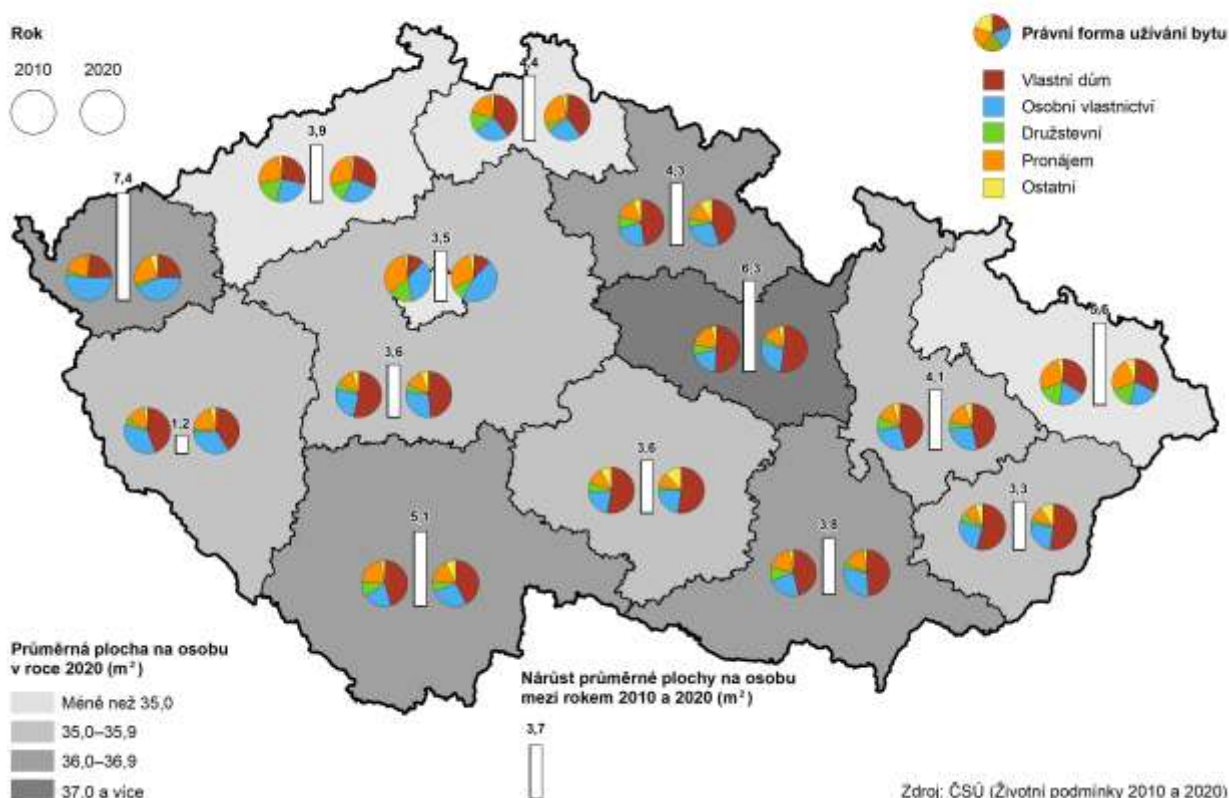 Rok
2010 2020
Právní forma užívání bytu
Vlastní dům
Osobní vlastnictví
Družstevní
Pronájem
Ostatní
4,4
3,9
7,4
4,3
3,5
6,3
5,6
3,6
4,1
1,2
3,6
3,3
5,1
3,8
Průměrná plocha na osobu
v roce 2020 (m²)
Méně než 35,0
35,0–35,9
36,0–36,9
37,0 a více
Nárůst průměrné plochy na osobu
mezi rokem 2010 a 2020 (m²)
3,7
Zdroj: ČSÚ (Životní podmínky 2010 a 2020)